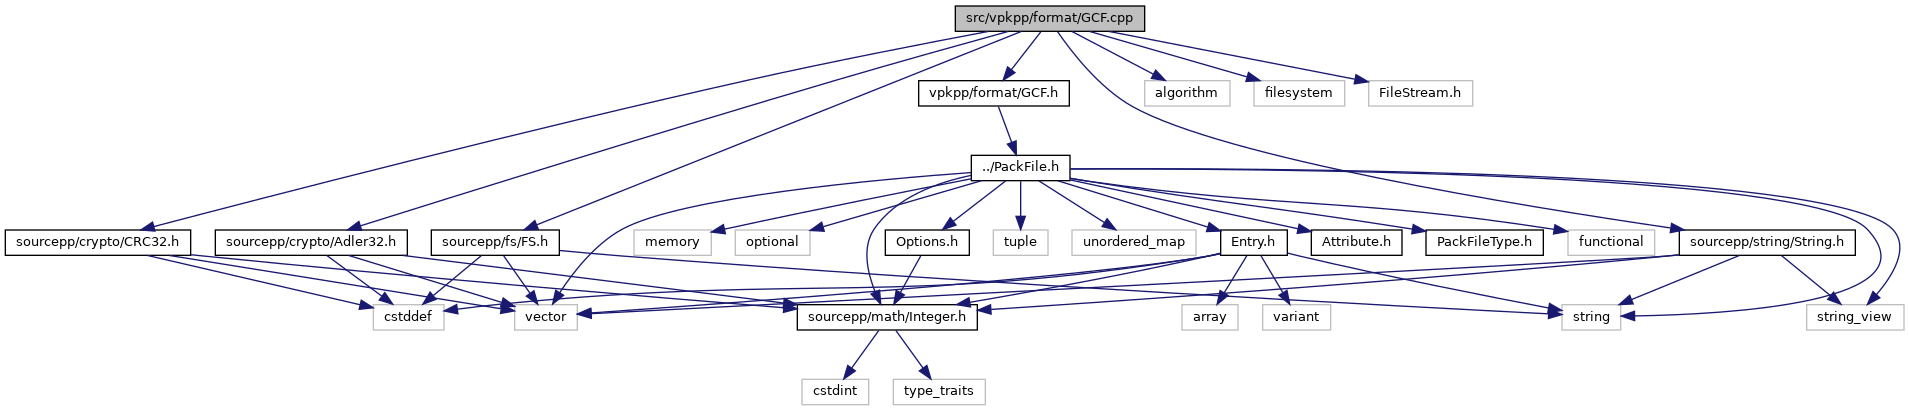 src/vpkpp/format/GCF.cpp
vpkpp/format/GCF.h
algorithm
filesystem
FileStream.h
../PackFile.h
sourcepp/crypto/CRC32.h
sourcepp/crypto/Adler32.h
sourcepp/fs/FS.h
memory
optional
Options.h
tuple
unordered_map
Entry.h
Attribute.h
PackFileType.h
functional
sourcepp/string/String.h
cstddef
vector
sourcepp/math/Integer.h
array
variant
string
string_view
cstdint
type_traits